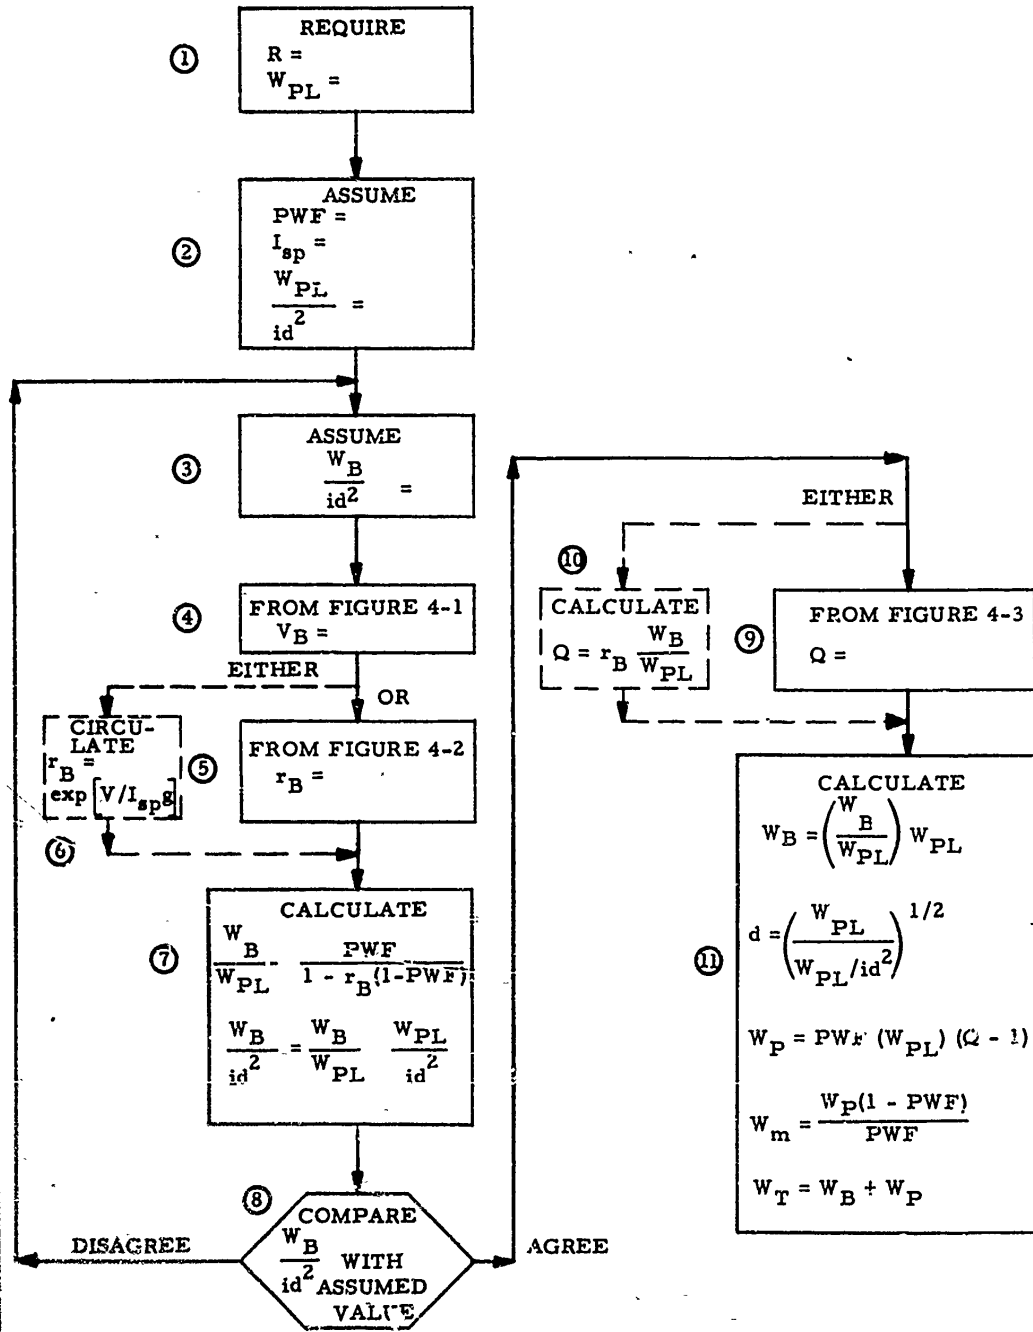 ①
REQUIRE
R =
W_PL =
②
ASSUME
PWF =
I_sp =
W_PL / id² =
③
ASSUME
W_B / id² =
④
FROM FIGURE 4-1
V_B =
EITHER
OR
CIRCU-
LATE
r_B =
exp [V/I_sp g]
⑤
FROM FIGURE 4-2
r_B =
⑥
⑦
CALCULATE
W_B / W_PL - PWF / 1 - r_B (1-PWF)
W_B / id² = W_B / W_PL W_PL / id²
⑧
COMPARE
W_B / id² WITH
ASSUMED
VALUE
DISAGREE
AGREE
EITHER
⑩
CALCULATE
Q = r_B W_B / W_PL
⑨
FROM FIGURE 4-3
Q =
⑪
CALCULATE
W_B = (W_B / W_PL) W_PL
d = (W_PL / W_PL/id²)^1/2
W_P = PWF (W_PL) (Q - 1)
W_m = W_P(1 - PWF) / PWF
W_T = W_B + W_P